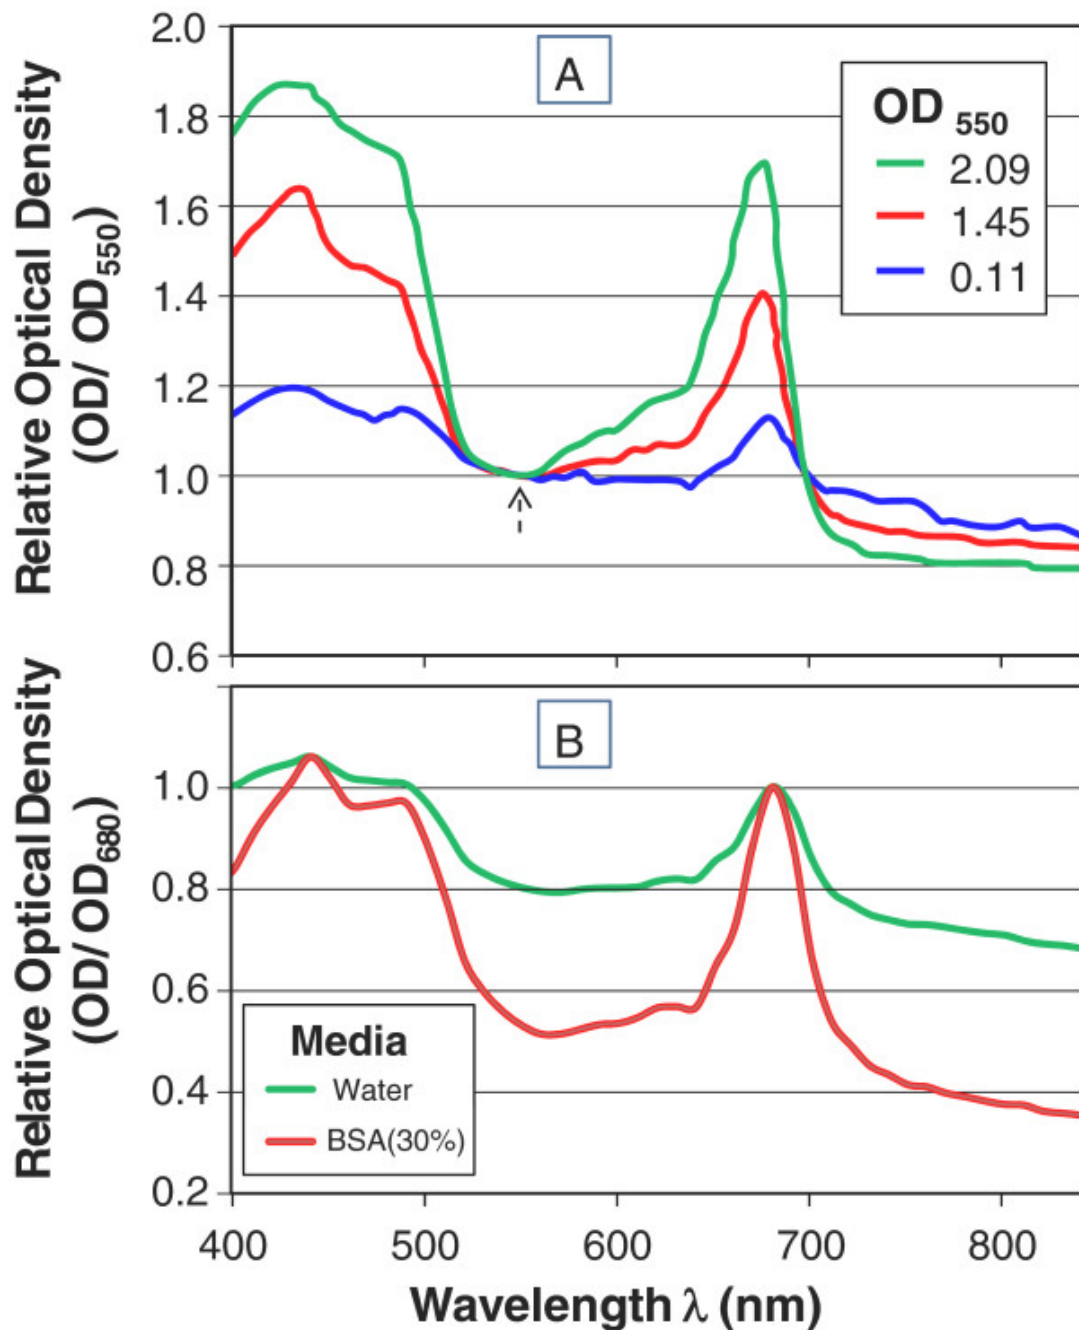 Relative Optical Density
(OD/ OD550)
2.0
1.8
1.6
1.4
1.2
1.0
0.8
0.6
A
OD 550
2.09
1.45
0.11
Relative Optical Density
(OD/ OD680)
1.0
0.8
0.6
0.4
0.2
B
Media
Water
BSA(30%)
400 500 600 700 800
Wavelength λ (nm)